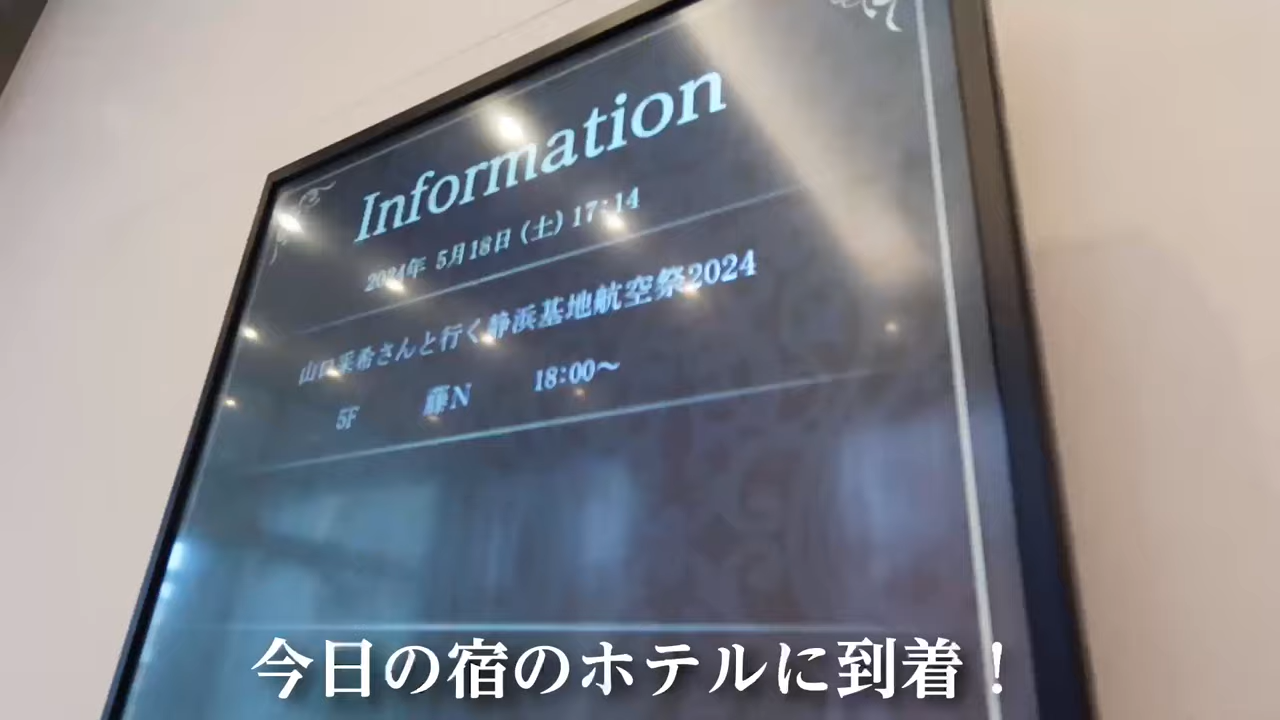 Information
2024年 5月18日（土）17:14
山口采希さんと行く静浜基地航空祭2024
5F 藤N 18:00～
今日の宿のホテルに到着！